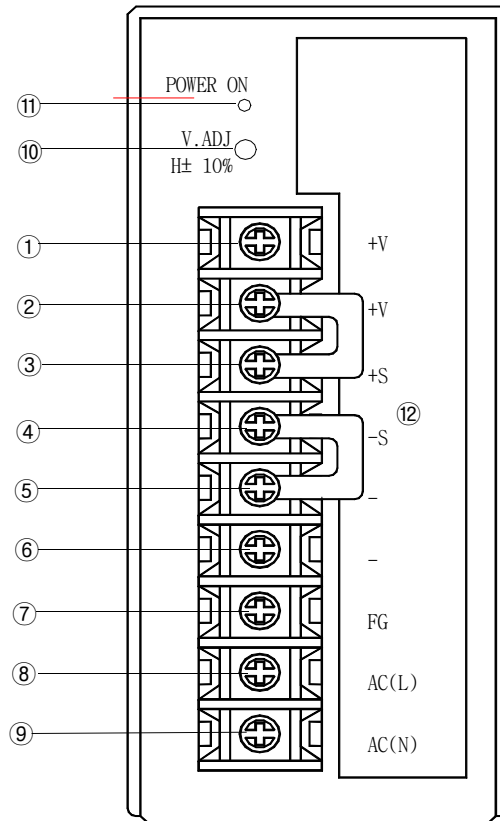 POWER ON
⑪
⑩
V.ADJ
H± 10%
① +V
② +V
③ +S
⑫
④ -S
⑤ -
⑥ -
⑦ FG
⑧ AC(L)
⑨ AC(N)